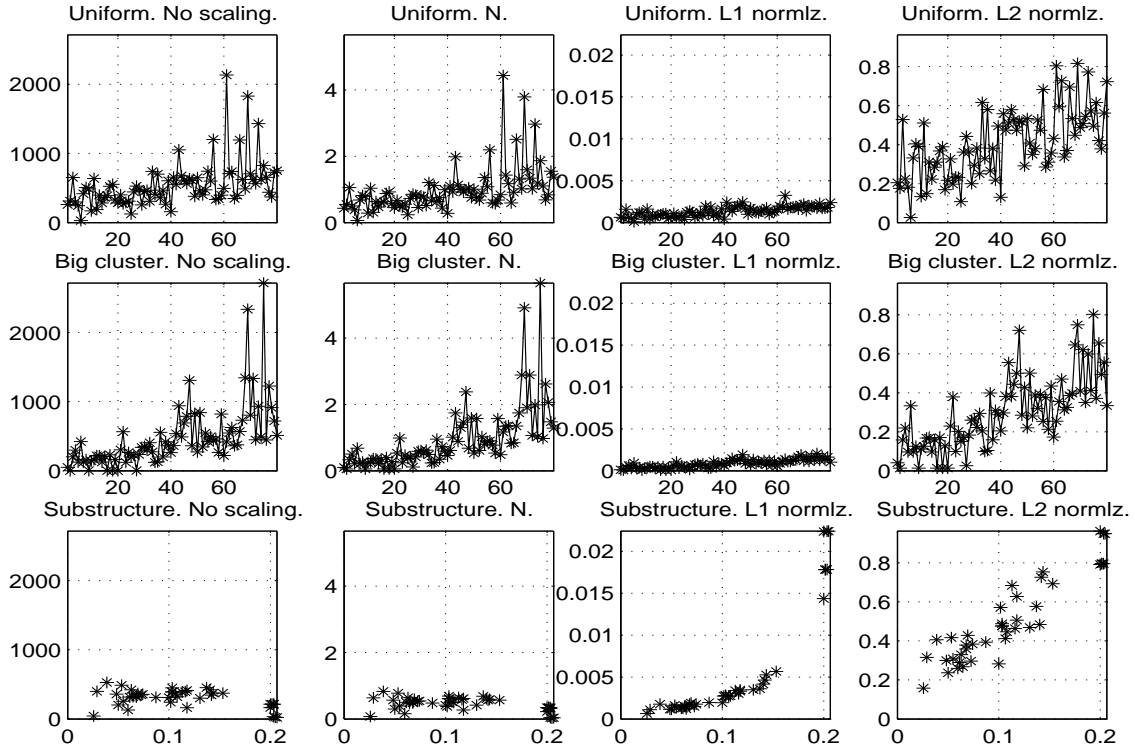 Uniform. No scaling. Uniform. N. Uniform. L1 normlz. Uniform. L2 normlz.
2000 4 0.02 0.8
0.015 0.6
1000 2 0.01 0.4
0.005 0.2
0 0 0 0
20 40 60 20 40 60 20 40 60 20 40 60
Big cluster. No scaling. Big cluster. N. Big cluster. L1 normlz. Big cluster. L2 normlz.
2000 4 0.02 0.8
0.015 0.6
1000 2 0.01 0.4
0.005 0.2
0 0 0 0
20 40 60 20 40 60 20 40 60 20 40 60
Substructure. No scaling. Substructure. N. Substructure. L1 normlz. Substructure. L2 normlz.
2000 4 0.02 0.8
0.015 0.6
1000 2 0.01 0.4
0.005 0.2
0 0 0 0
0 0.1 0.2 0 0.1 0.2 0 0.1 0.2 0 0.1 0.2